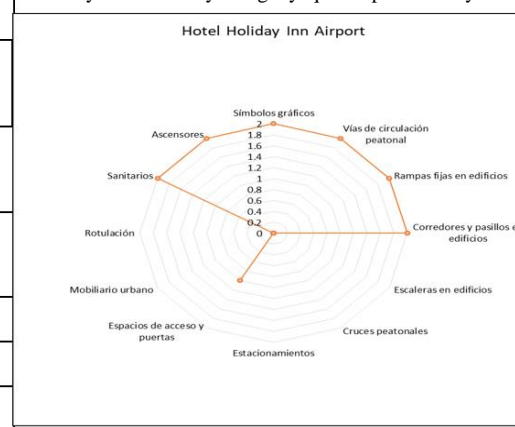 Hotel Holiday Inn Airport
Símbolos gráficos
2
1.8
1.6
1.4
1.2
1
0.8
0.6
0.4
0.2
0
Vías de circulación
peatonal
Rampas fijas en edificios
Corredores y pasillos e
edificios
Escaleras en edificios
Cruces peatonales
Estacionamientos
Espacios de acceso y
puertas
Mobiliario urbano
Rotulación
Sanitarios
Ascensores